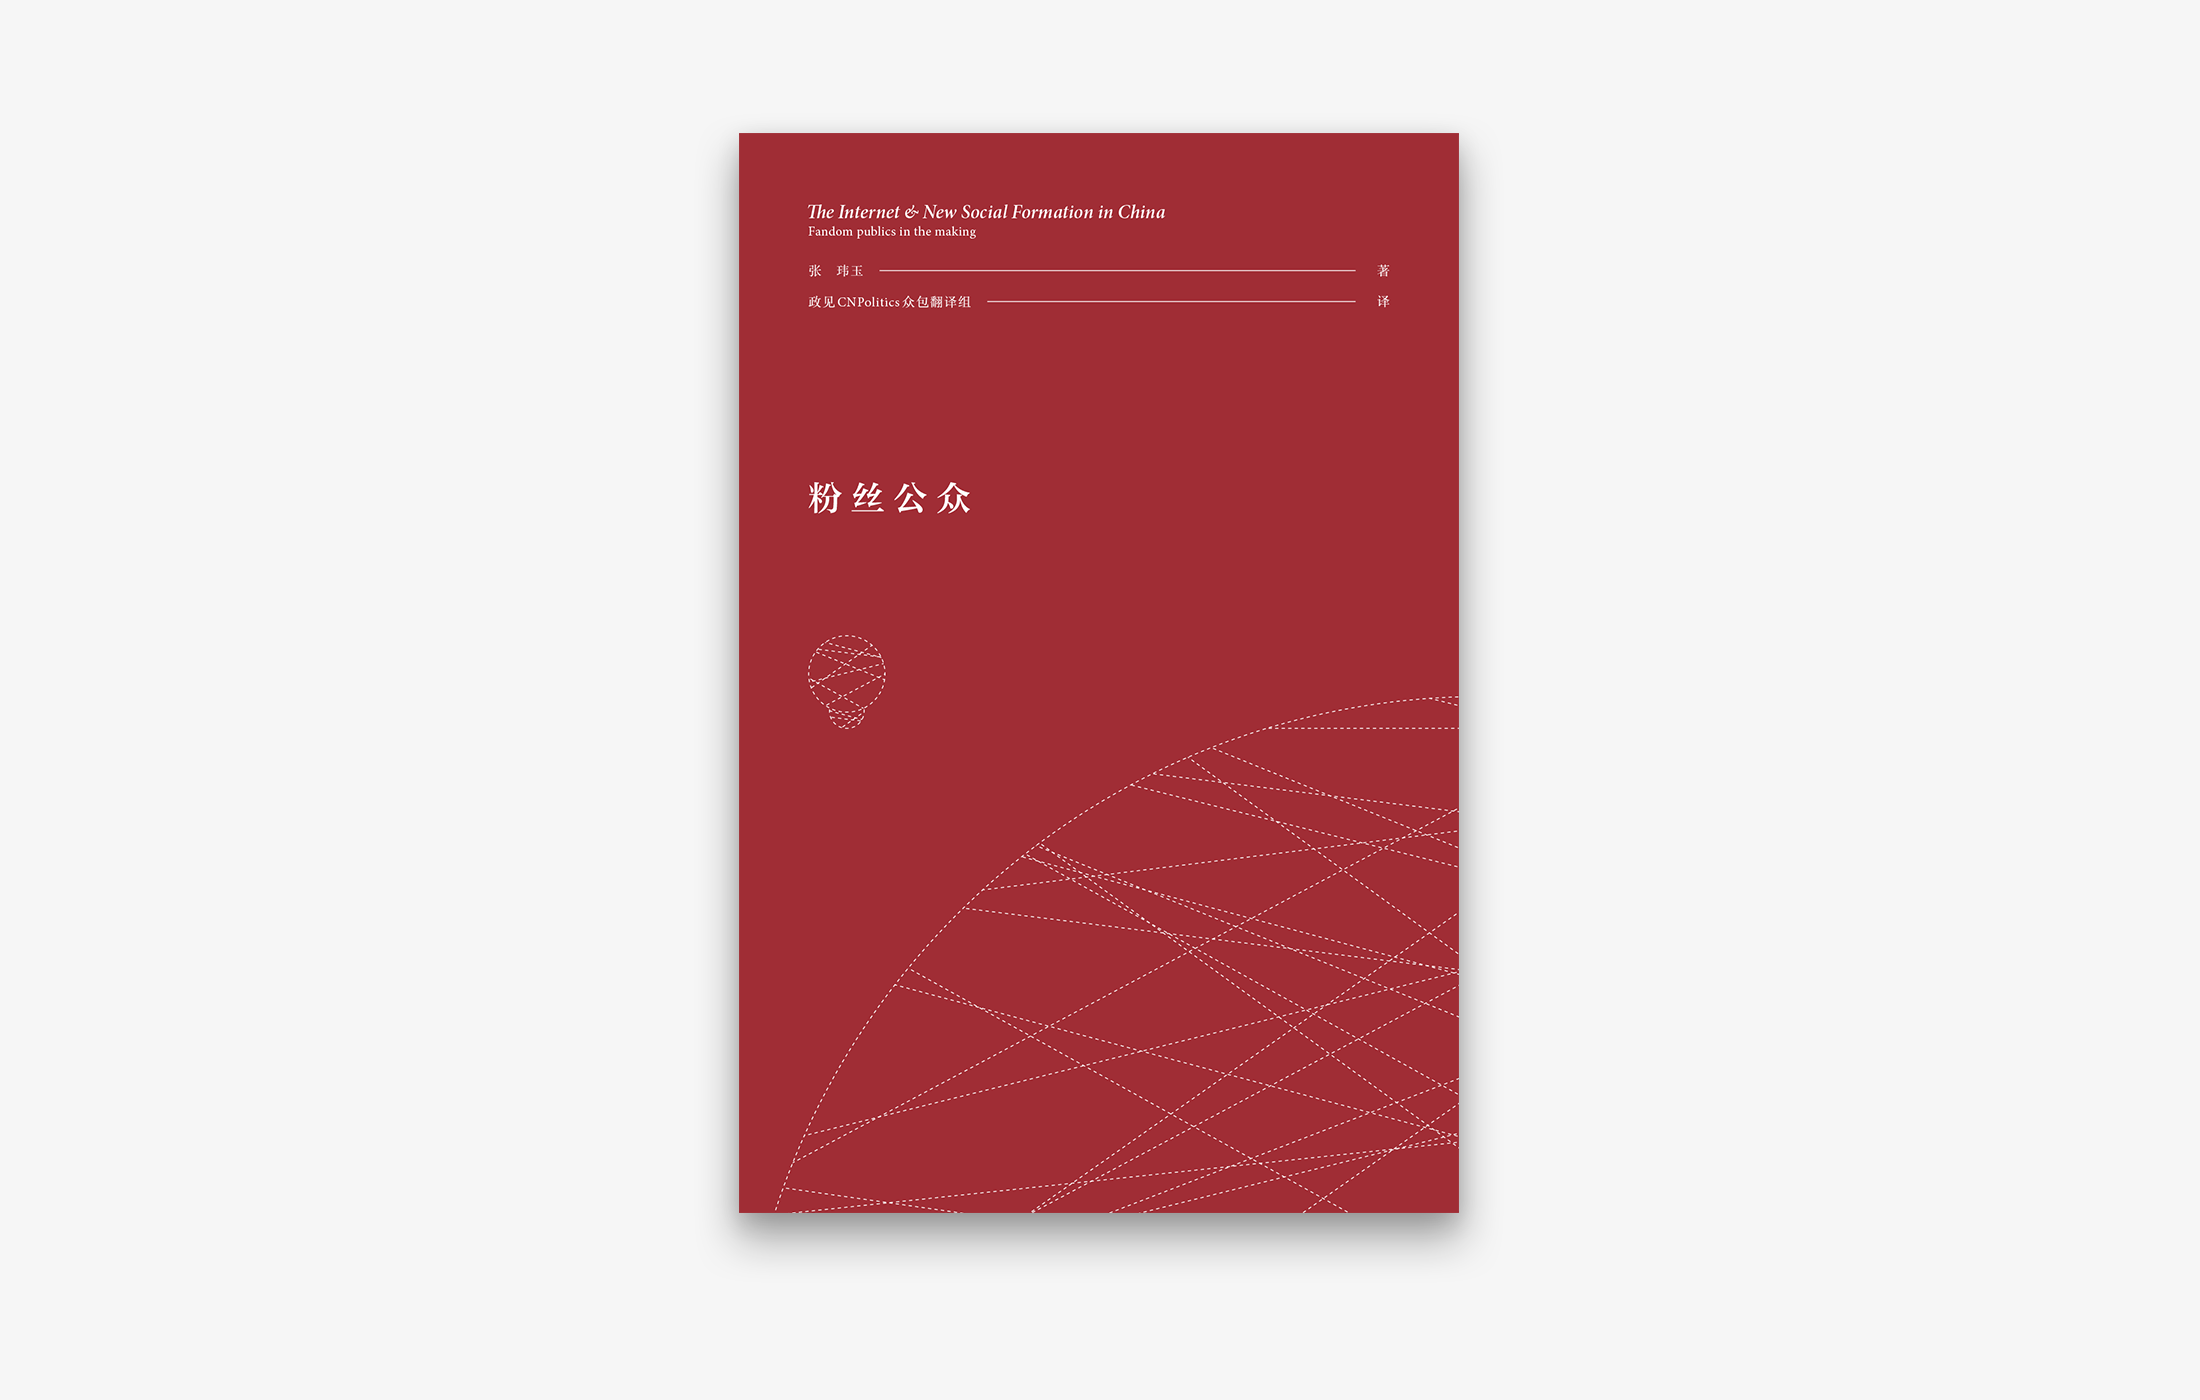 The Internet & New Social Formation in China
Fandom publics in the making
张　玮玉 著
政见CNPolitics众包翻译组 译
粉丝公众